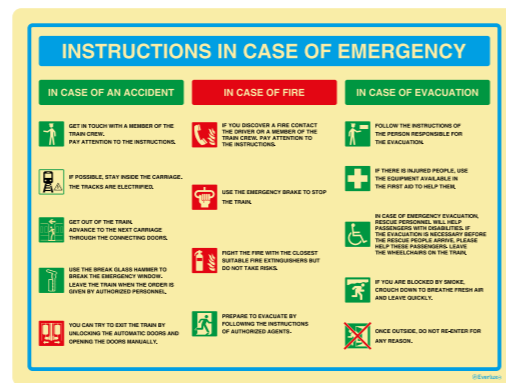 INSTRUCTIONS IN CASE OF EMERGENCY
IN CASE OF AN ACCIDENT
GET IN TOUCH WITH A MEMBER OF THE
TRAIN CREW.
PAY ATTENTION TO THE INSTRUCTIONS.
IF POSSIBLE, STAY INSIDE THE CARRIAGE.
THE TRACKS ARE ELECTRIFIED.
GET OUT OF THE TRAIN.
ADVANCE TO THE NEXT CARRIAGE
THROUGH THE CONNECTING DOORS.
USE THE BREAK GLASS HAMMER TO
BREAK THE EMERGENCY WINDOW.
LEAVE THE TRAIN WHEN THE ORDER IS
GIVEN BY AUTHORIZED PERSONNEL,
YOU CAN TRY TO EXIT THE TRAIN BY
UNLOCKING THE AUTOMATIC DOORS AND
OPENING THE DOORS MANUALLY.
IN CASE OF FIRE
IF YOU DISCOVER A FIRE CONTACT
THE DRIVER OR A MEMBER OF THE
TRAIN CREW. PAY ATTENTION TO
THE INSTRUCTIONS.
USE THE EMERGENCY BRAKE TO STOP
THE TRAIN.
FIGHT THE FIRE WITH THE CLOSEST
SUITABLE FIRE EXTINGUISHERS BUT
DO NOT TAKE RISKS.
PREPARE TO EVACUATE BY
FOLLOWING THE INSTRUCTIONS
OF AUTHORIZED AGENTS-
IN CASE OF EVACUATION
FOLLOW THE INSTRUCTIONS OF
THE PERSON RESPONSIBLE FOR
THE EVACUATION.
IF THERE IS INJURED PEOPLE, USE
THE EQUIPMENT AVAILABLE IN
THE FIRST AID TO HELP THEM,
IN CASE OF EMERGENCY EVACUATION,
RESCUE PERSONNEL WILL HELP
PASSENGERS WITH DISABILITIES. IF
THE EVACUATION IS NECESSARY BEFORE
THE RESCUE PEOPLE ARRIVE, PLEASE
HELP THESE PASSENGERS. LEAVE
THE WHEELCHAIRS ON THE TRAIN,
IF YOU ARE BLOCKED BY SMOKE,
CROUCH DOWN TO BREATHE FRESH AIR
AND LEAVE QUICKLY.
ONCE OUTSIDE, DO NOT RE-ENTER FOR
ANY REASON.
©Everlux®